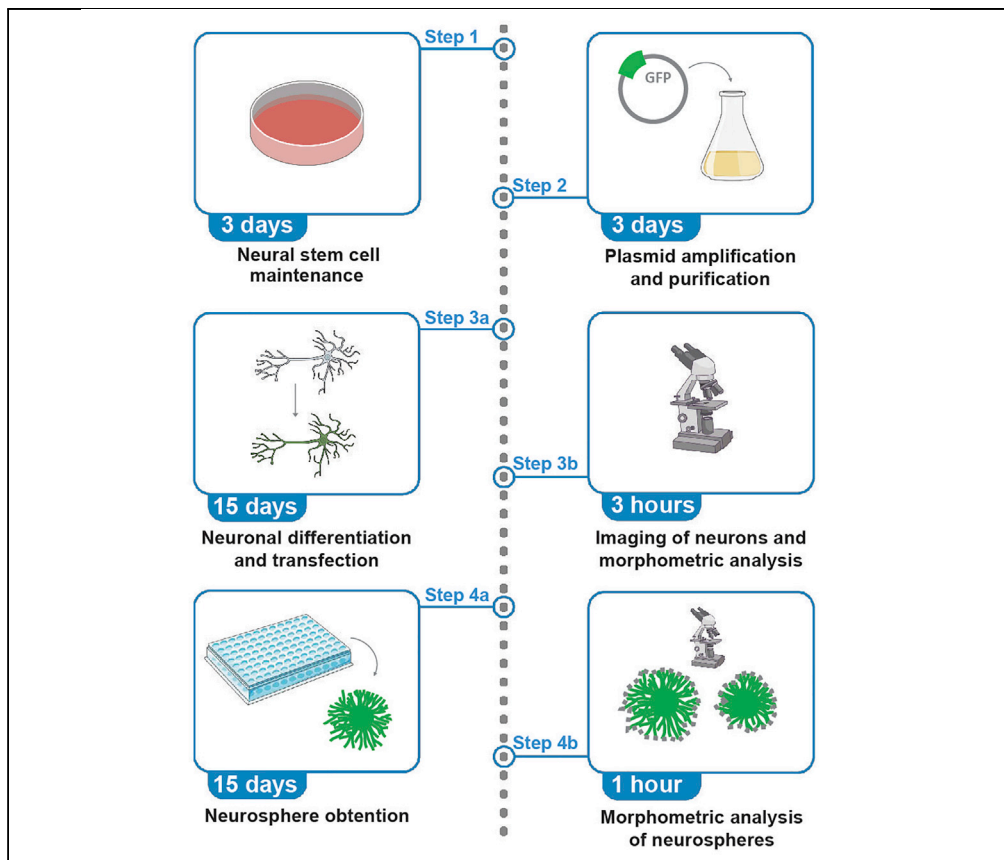 Step 1
3 days
Neural stem cell
maintenance
GFP
Step 2
3 days
Plasmid amplification
and purification
Step 3a
15 days
Neuronal differentiation
and transfection
Step 3b
3 hours
Imaging of neurons and
morphometric analysis
Step 4a
15 days
Neurosphere obtention
Step 4b
1 hour
Morphometric analysis
of neurospheres